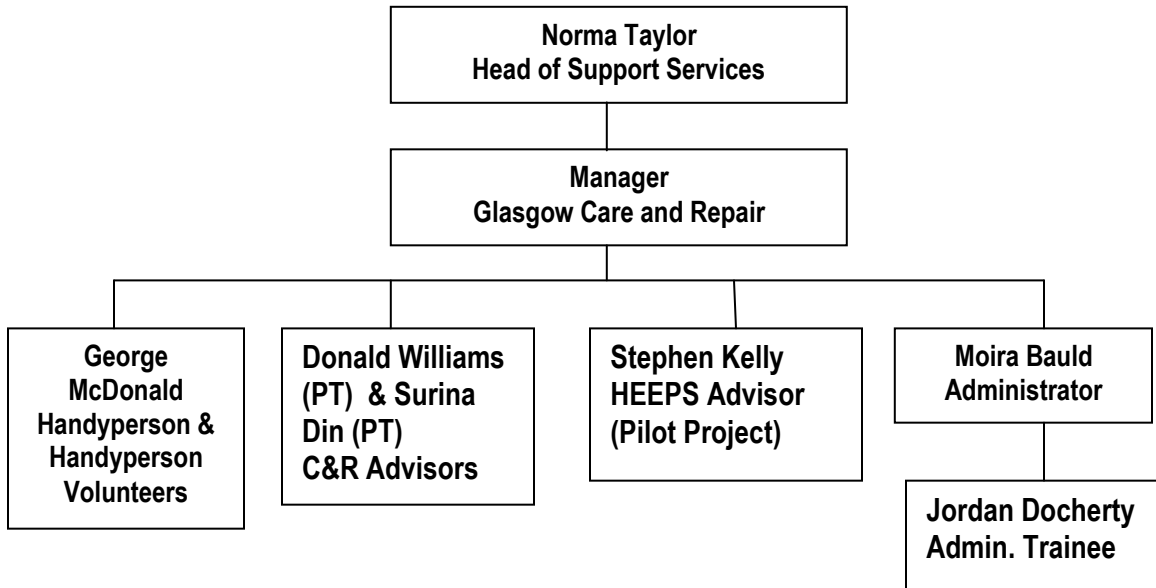 Norma Taylor
Head of Support Services
Manager
Glasgow Care and Repair
George
McDonald
Handyperson &
Handyperson
Volunteers
Donald Williams
(PT) & Surina
Din (PT)
C&R Advisors
Stephen Kelly
HEEPS Advisor
(Pilot Project)
Moira Bauld
Administrator
Jordan Docherty
Admin. Trainee